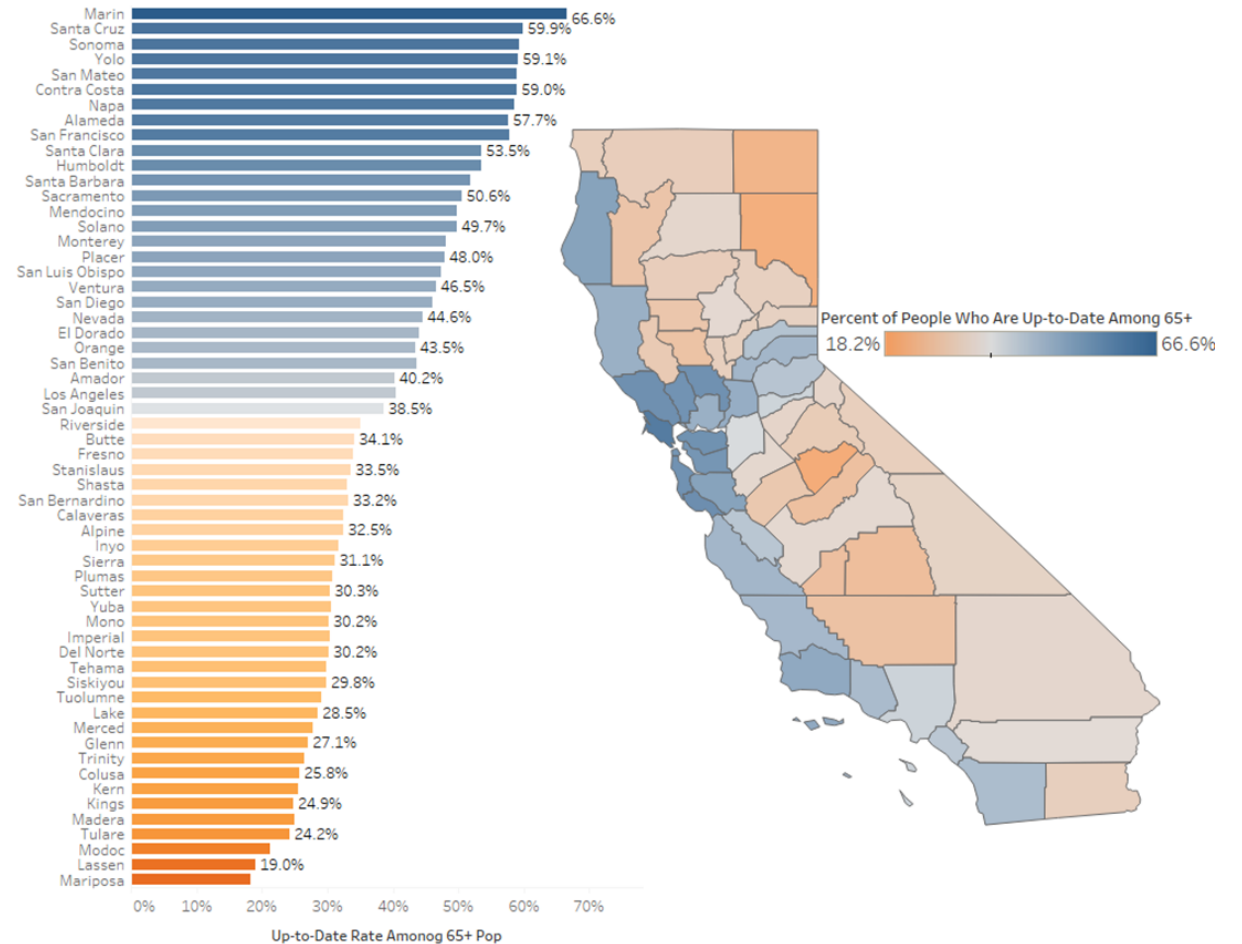 Marin 66.6%
Santa Cruz 59.9%
Sonoma
Yolo 59.1%
San Mateo
Contra Costa 59.0%
Napa
Alameda 57.7%
San Francisco
Santa Clara 53.5%
Humboldt
Santa Barbara
Sacramento 50.6%
Mendocino
Solano 49.7%
Monterey
Placer 48.0%
San Luis Obispo
Ventura 46.5%
San Diego
Nevada 44.6%
El Dorado
Orange 43.5%
San Benito
Amador 40.2%
Los Angeles
San Joaquin 38.5%
Riverside
Butte 34.1%
Fresno
Stanislaus 33.5%
Shasta
San Bernardino 33.2%
Calaveras
Alpine 32.5%
Inyo
Sierra 31.1%
Plumas
Sutter 30.3%
Yuba
Mono 30.2%
Imperial
Del Norte 30.2%
Tehama
Siskiyou 29.8%
Tuolumne
Lake 28.5%
Merced
Glenn 27.1%
Trinity
Colusa 25.8%
Kern
Kings 24.9%
Madera
Tulare 24.2%
Modoc
Lassen 19.0%
Mariposa
0% 10% 20% 30% 40% 50% 60% 70%
Up-to-Date Rate Amonog 65+ Pop
Percent of People Who Are Up-to-Date Among 65+
18.2% 66.6%